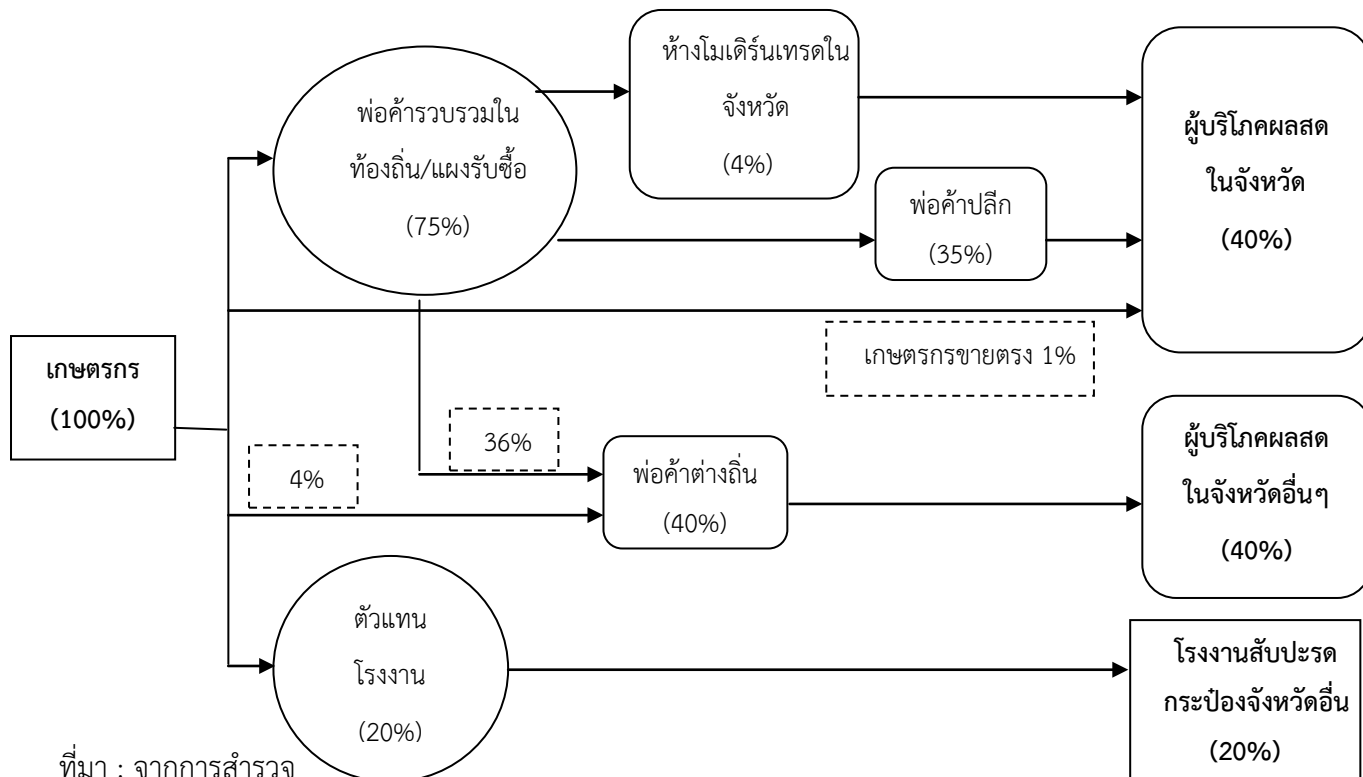 ห้างโมเดิร์นเทรดใน
จังหวัด
(4%)
พ่อค้ารวบรวมใน
ท้องถิ่น/แผงรับซื้อ
(75%)
ผู้บริโภคผลสด
ในจังหวัด
(40%)
พ่อค้าปลีก
(35%)
เกษตรกรขายตรง 1%
เกษตรกร
(100%)
36%
4%
พ่อค้าต่างถิ่น
(40%)
ผู้บริโภคผลสด
ในจังหวัดอื่นๆ
(40%)
ตัวแทน
โรงงาน
(20%)
โรงงานสับปะรด
กระป๋องจังหวัดอื่น
(20%)
ที่มา : จากการสำรวจ